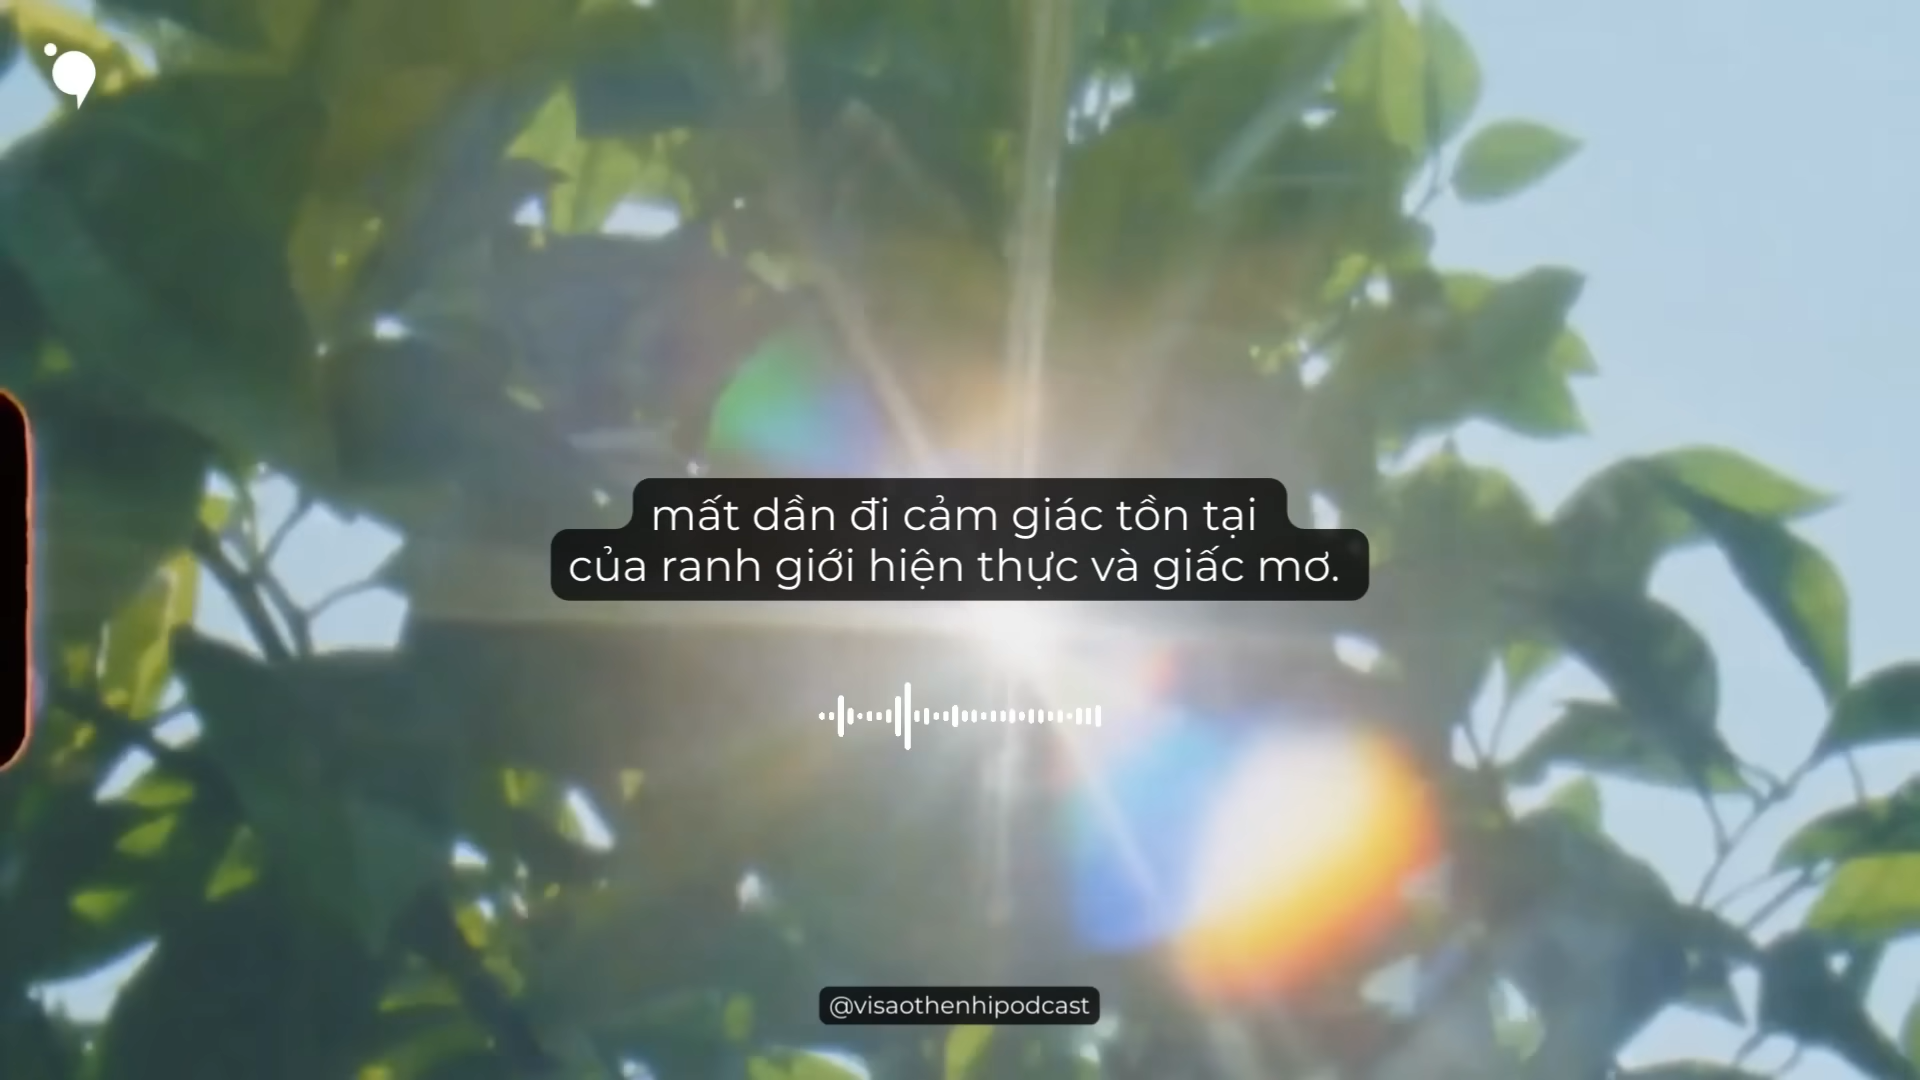 mất dần đi cảm giác tồn tại
của ranh giới hiện thực và giấc mơ.
@visaothenhipodcast